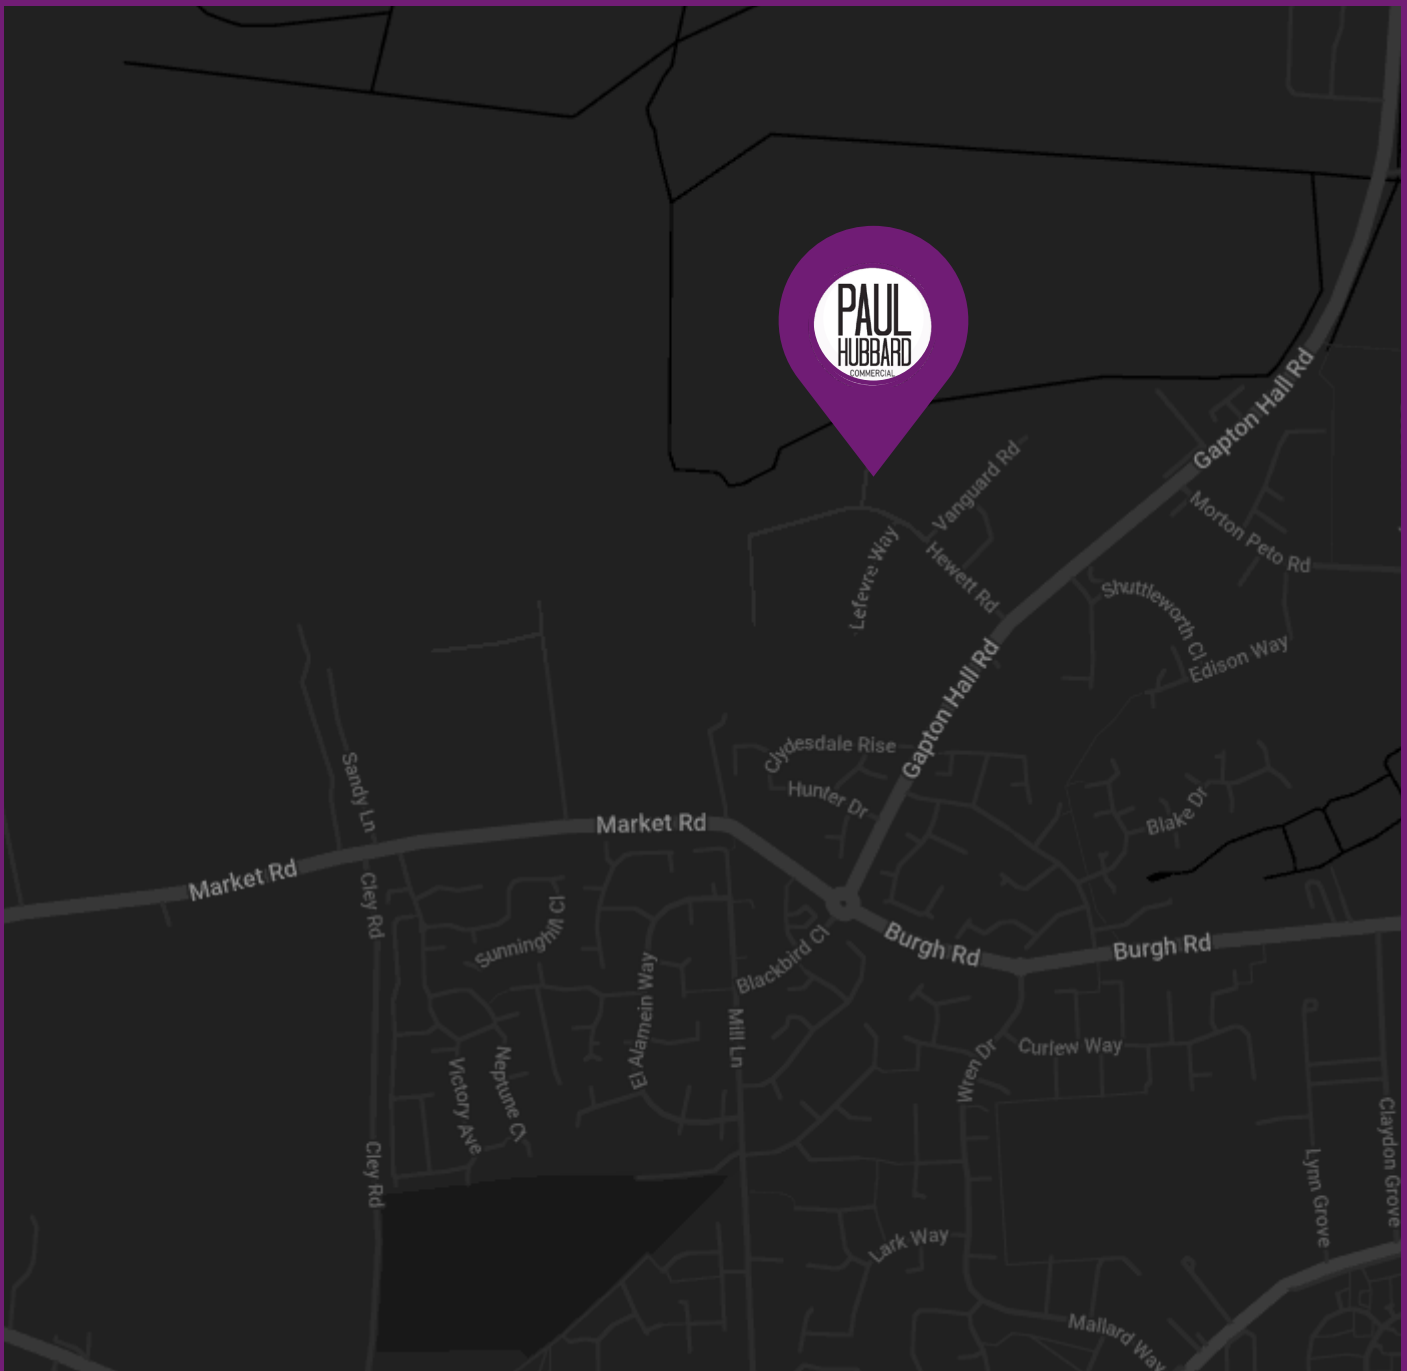 PAUL
HUBBARD
COMMERCIAL
Gapton Hall Rd
Vanguard Rd
Morton Peto Rd
Lefevre Way
Hewett Rd
Shuttleworth Cl
Edison Way
Gapton Hall Rd
Clydesdale Rise
Hunter Dr
Blake Dr
Sandy Ln
Market Rd
Market Rd
Cley Rd
Sunninghill Cl
Blackbird Cl
Burgh Rd
Burgh Rd
El Alamein Way
Mill Ln
Curlew Way
Wren Dr
Victory Ave
Neptune Cl
Cley Rd
Claydon Grove
Lynn Grove
Lark Way
Mallard Way